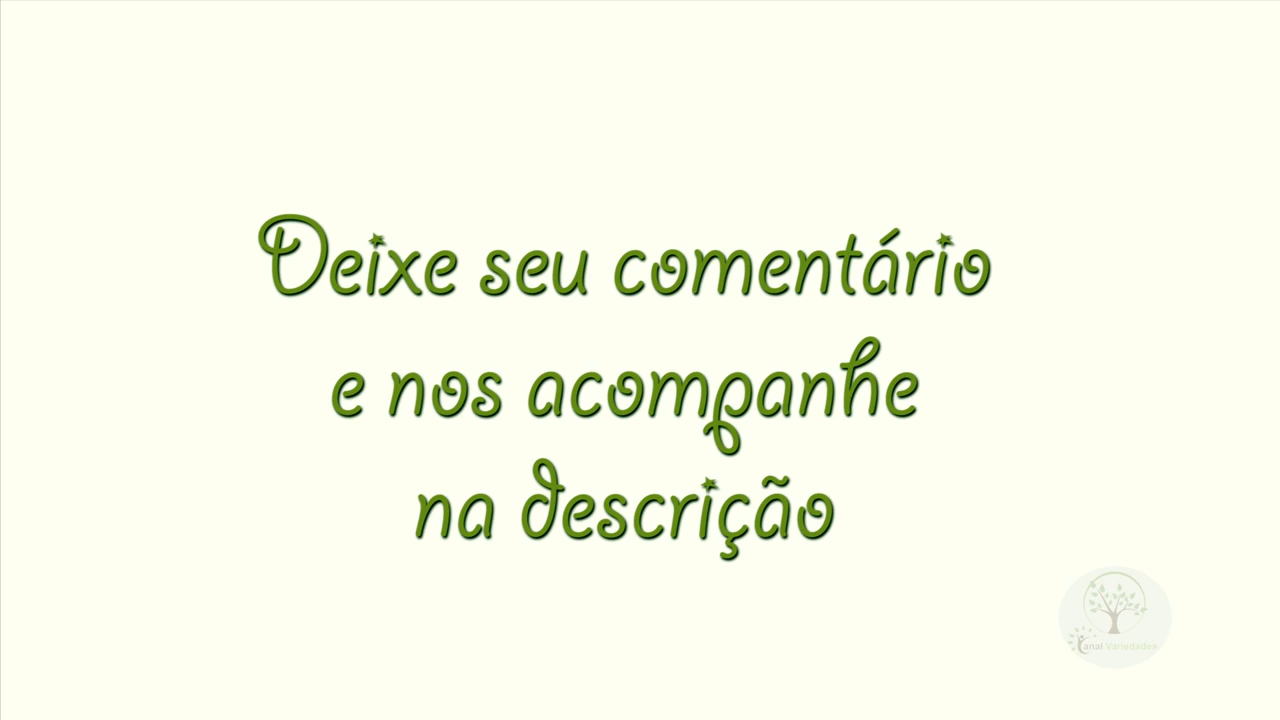 Deixe seu comentário
e nos acompanhe
na descrição
Canal Variedades